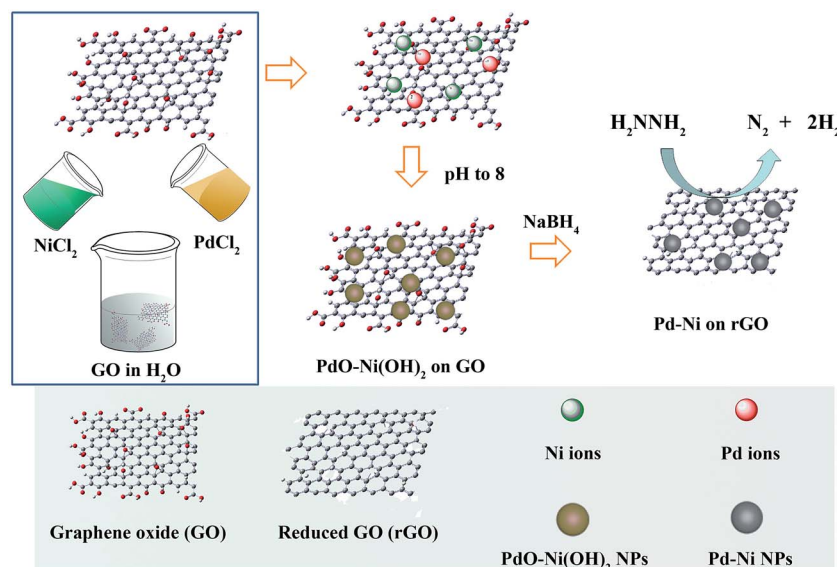 H₂NNH₂
N₂ + 2H₂
pH to 8
NiCl₂
PdCl₂
NaBH₄
GO in H₂O
PdO-Ni(OH)₂ on GO
Pd-Ni on rGO
Ni ions
Pd ions
Graphene oxide (GO)
Reduced GO (rGO)
PdO-Ni(OH)₂ NPs
Pd-Ni NPs